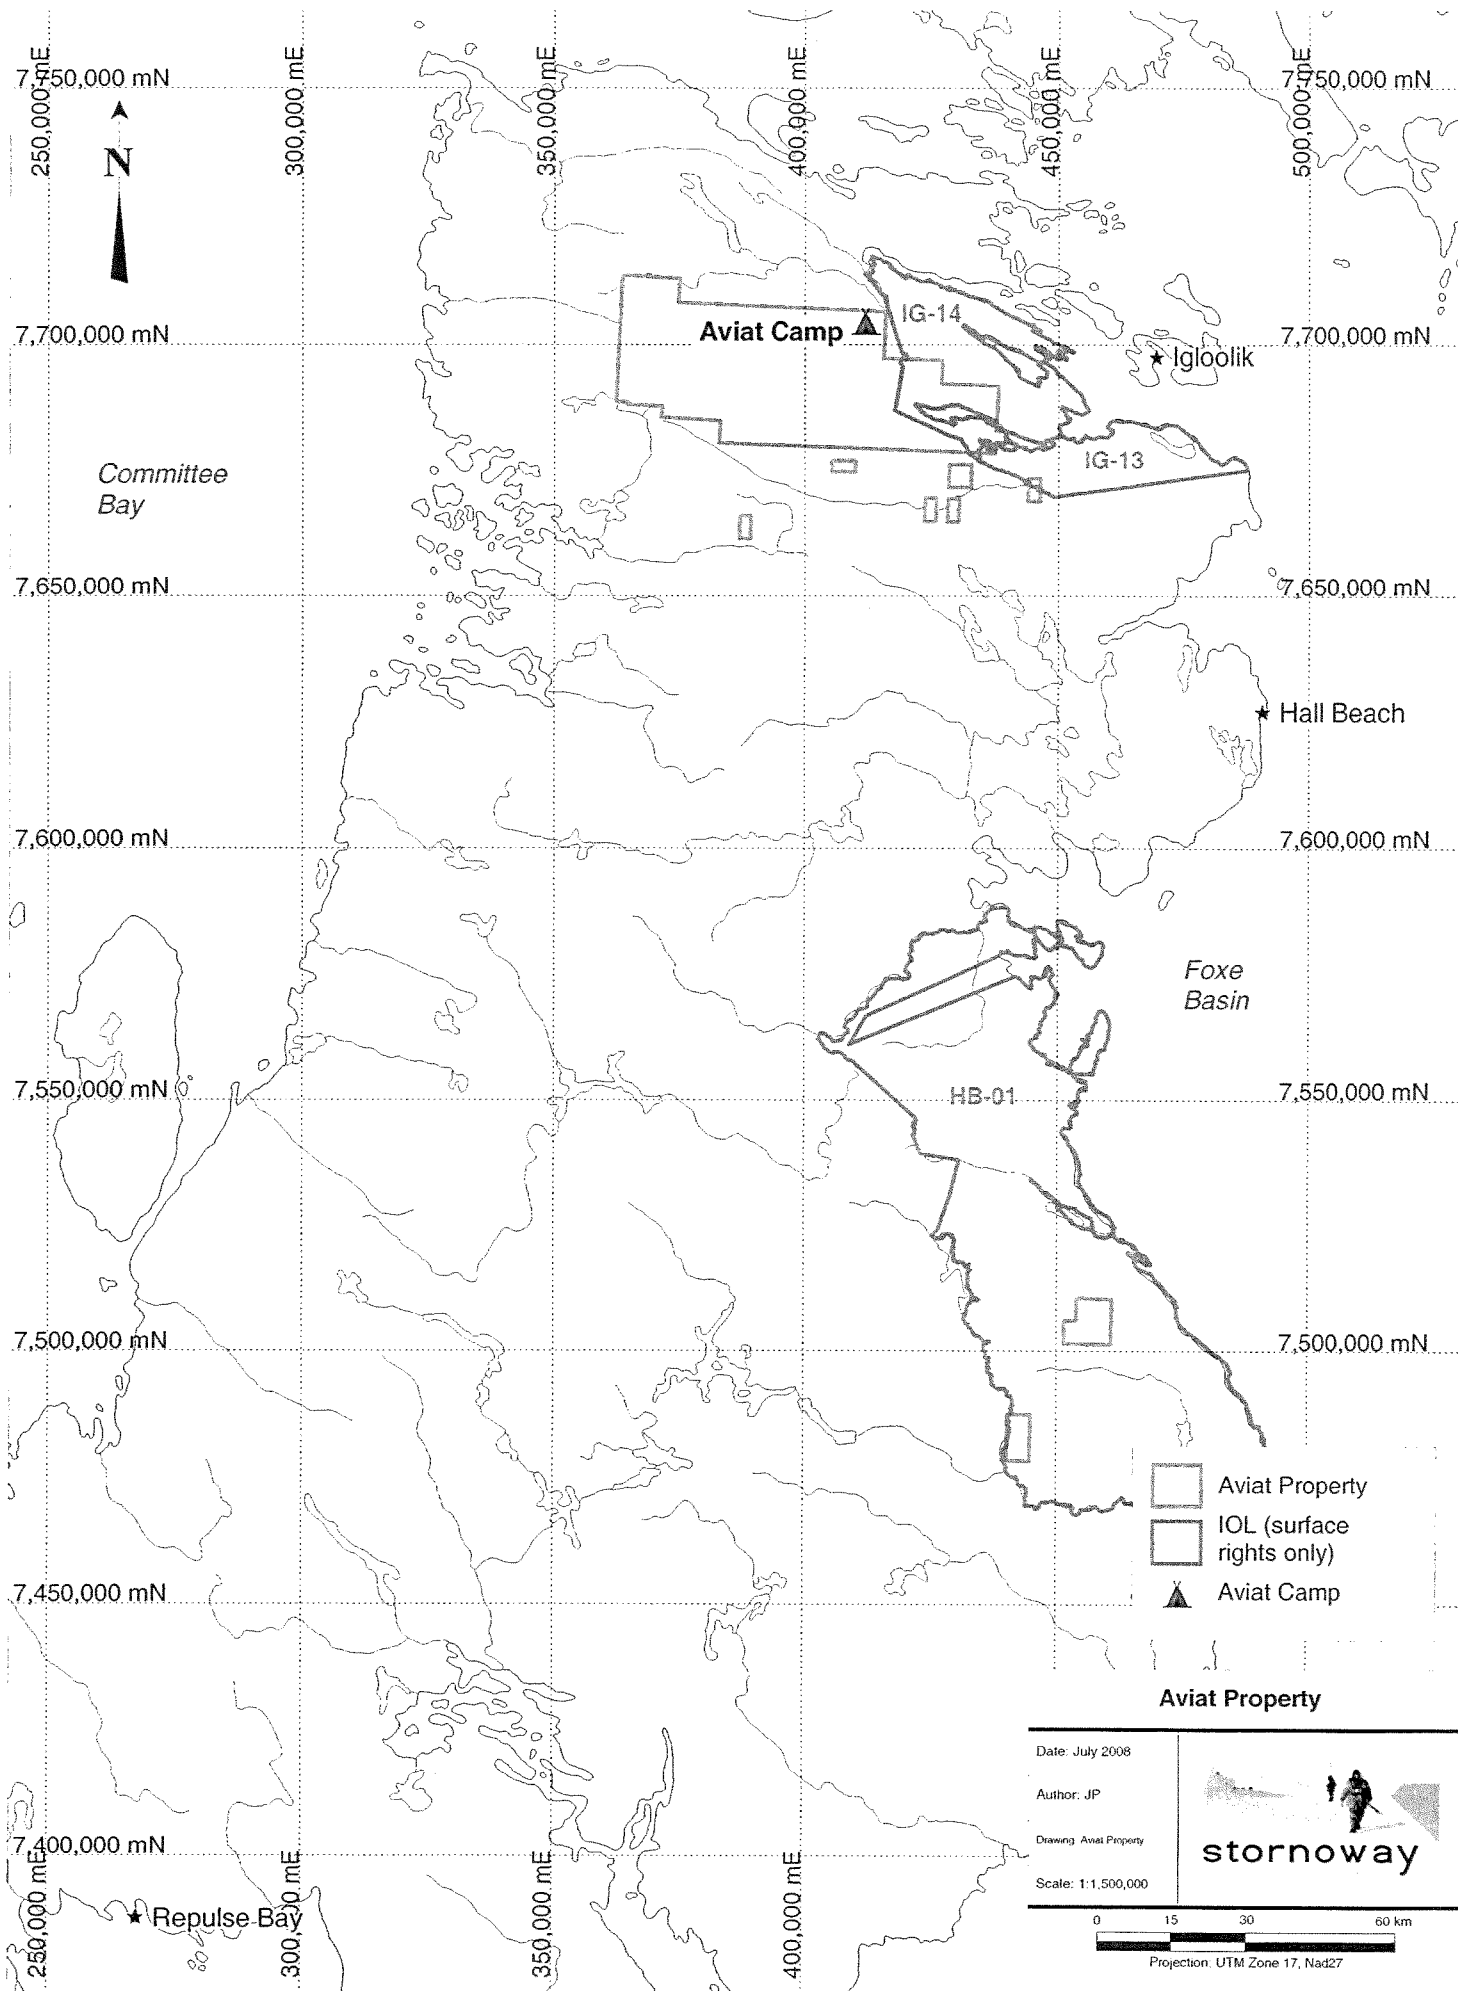 250,000 mE
300,000 mE
350,000 mE
400,000 mE
450,000 mE
500,000 mE
7,750,000 mN
7,750,000 mN
N
IG-14
Aviat Camp
7,700,000 mN
7,700,000 mN
Igloolik
IG-13
Committee
Bay
7,650,000 mN
7,650,000 mN
Hall Beach
7,600,000 mN
7,600,000 mN
Foxe
Basin
7,550,000 mN
7,550,000 mN
HB-01
7,500,000 mN
7,500,000 mN
Aviat Property
IOL (surface
rights only)
Aviat Camp
7,450,000 mN
Aviat Property
Date: July 2008
Author: JP
Drawing: Aviat Property
Scale: 1:1,500,000
stornoway
7,400,000 mN
250,000 mE
300,000 mE
350,000 mE
400,000 mE
Repulse Bay
0 15 30 60 km
Projection: UTM Zone 17, Nad27